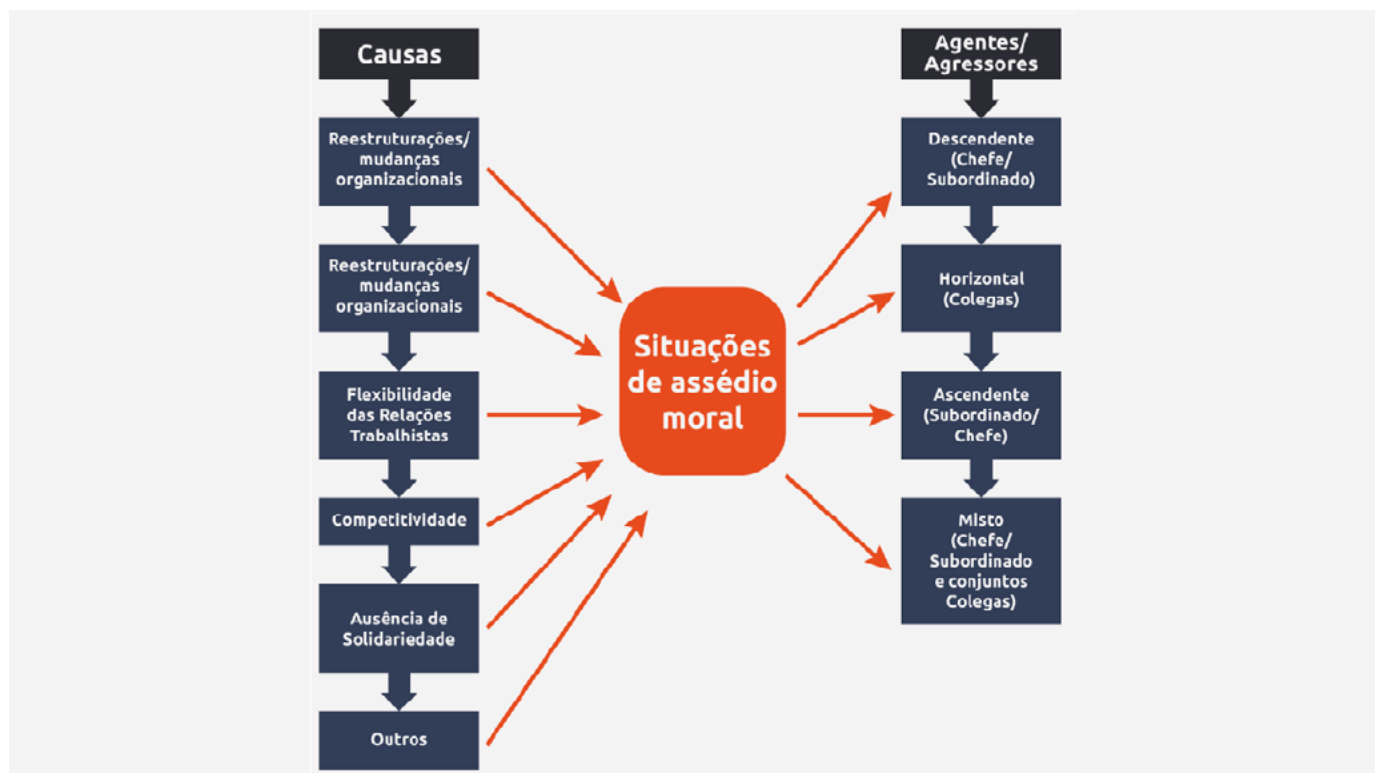 Causas
Reestruturações/
mudanças
organizacionais
Reestruturações/
mudanças
organizacionais
Flexibilidade
das Relações
Trabalhistas
Competitividade
Ausência de
Solidariedade
Outros
Situações
de assédio
moral
Agentes/
Agressores
Descendente
(Chefe/
Subordinado)
Horizontal
(Colegas)
Ascendente
(Subordinado/
Chefe)
Misto
(Chefe/
Subordinado
e conjuntos
Colegas)